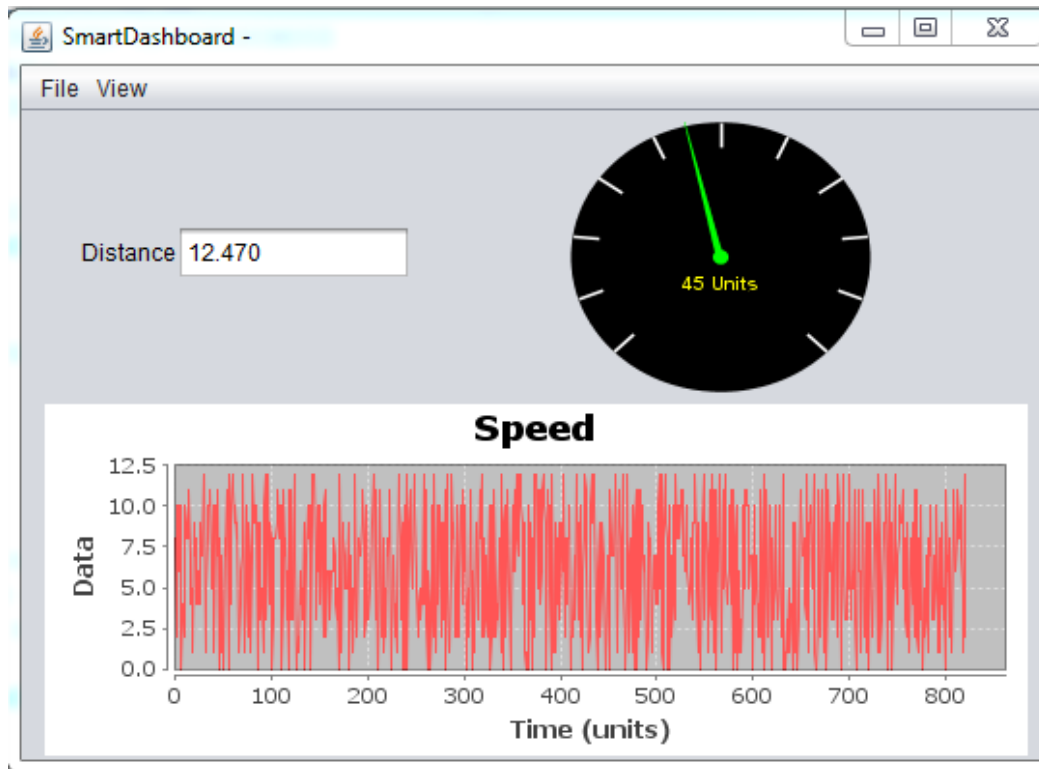 SmartDashboard -
File View
Distance 12.470
45 Units
Speed
12.5
10.0
7.5
5.0
2.5
0.0
Data
0 100 200 300 400 500 600 700 800
Time (units)